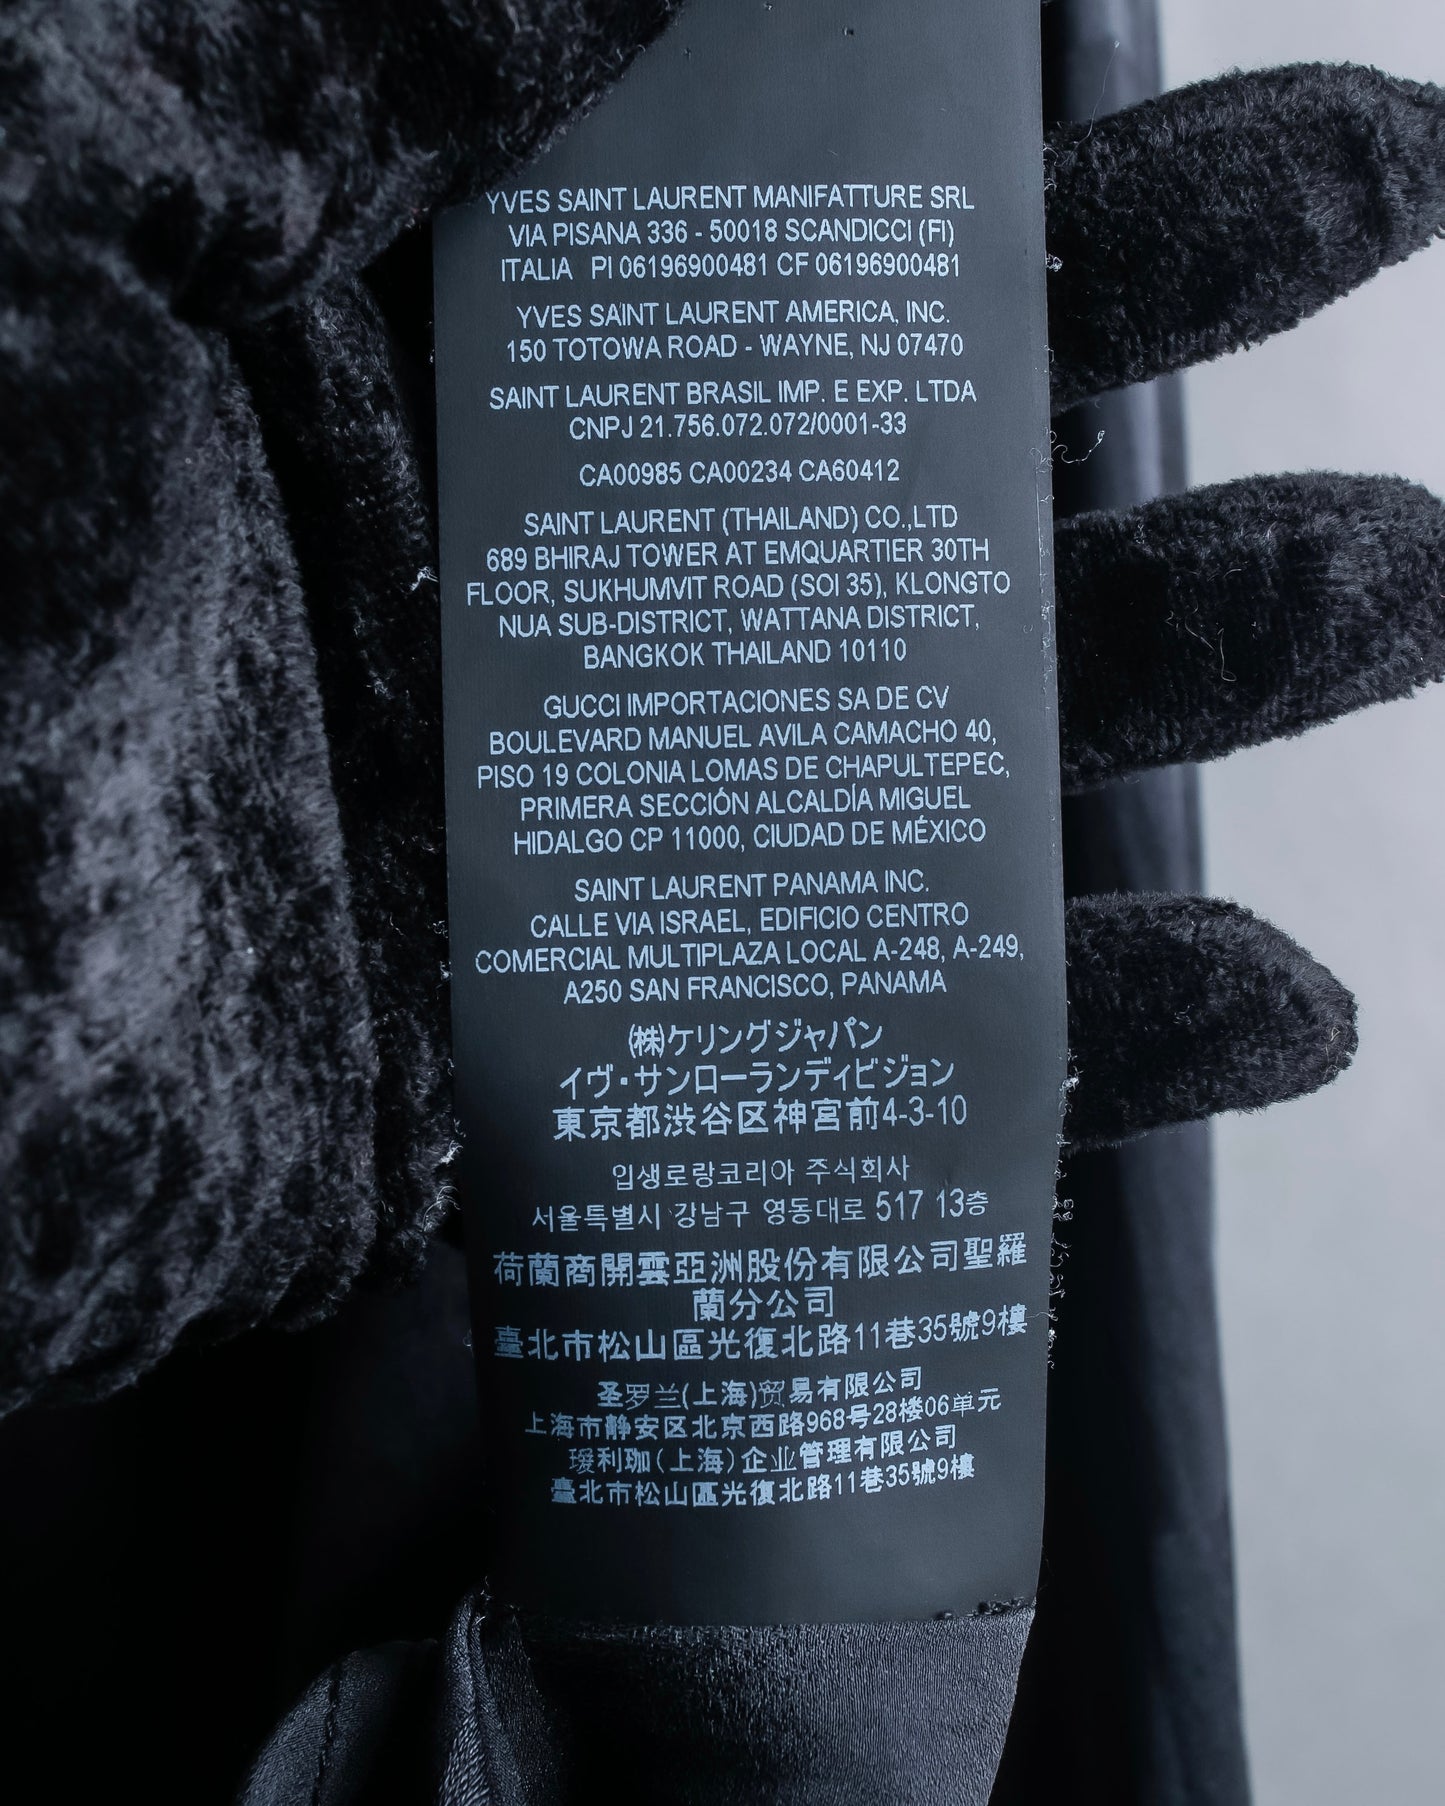 YVES SAINT LAURENT MANIFATTURE SRL
VIA PISANA 336 - 50018 SCANDICCI (FI)
ITALIA PI 06196900481 CF 06196900481
YVES SAINT LAURENT AMERICA, INC.
150 TOTOWA ROAD - WAYNE, NJ 07470
SAINT LAURENT BRASIL IMP. E EXP. LTDA
CNPJ 21.756.072.072/0001-33
CA00985 CA00234 CA60412
SAINT LAURENT (THAILAND) CO.,LTD
689 BHIRAJ TOWER AT EMQUARTIER 30TH
FLOOR, SUKHUMVIT ROAD (SOI 35), KLONGTO
NUA SUB-DISTRICT, WATTANA DISTRICT,
BANGKOK THAILAND 10110
GUCCI IMPORTACIONES SA DE CV
BOULEVARD MANUEL AVILA CAMACHO 40,
PISO 19 COLONIA LOMAS DE CHAPULTEPEC,
PRIMERA SECCIÓN ALCALDÍA MIGUEL
HIDALGO CP 11000, CIUDAD DE MÉXICO
SAINT LAURENT PANAMA INC.
CALLE VIA ISRAEL, EDIFICIO CENTRO
COMERCIAL MULTIPLAZA LOCAL A-248, A-249,
A250 SAN FRANCISCO, PANAMA
(株)ケリングジャパン
イヴ・サンローランディビジョン
東京都渋谷区神宮前4-3-10
입생로랑코리아 주식회사
서울특별시 강남구 영동대로 517 13층
荷蘭商開雲亞洲股份有限公司聖羅
蘭分公司
臺北市松山區光復北路11巷35號9樓
圣罗兰(上海)贸易有限公司
上海市静安区北京西路968号28楼06单元
瑷利珈(上海)企业管理有限公司
臺北市松山區光復北路11巷35號9樓